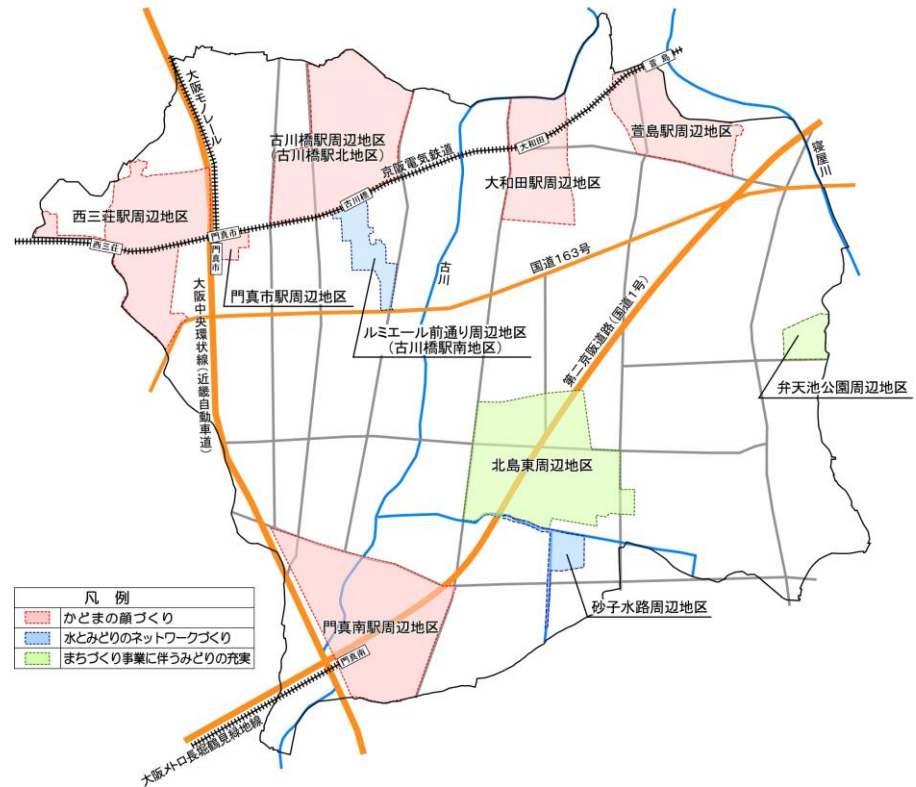 大阪モノレール
萱島
古川橋駅周辺地区
(古川橋駅北地区)
京阪電気鉄道
大和田
萱島駅周辺地区
寝屋川
大和田駅周辺地区
古川橋
西三荘駅周辺地区
西三荘
門真市
門真市
門真市駅周辺地区
古川
国道163号
ルミエール前通り周辺地区
(古川橋駅南地区)
大阪中央環状線(近畿自動車道)
第二京阪道路(国道1号)
弁天池公園周辺地区
北島東周辺地区
砂子水路周辺地区
門真南駅周辺地区
門真南
大阪メトロ長堀鶴見緑地線
凡 例
かどまの顔づくり
水とみどりのネットワークづくり
まちづくり事業に伴うみどりの充実